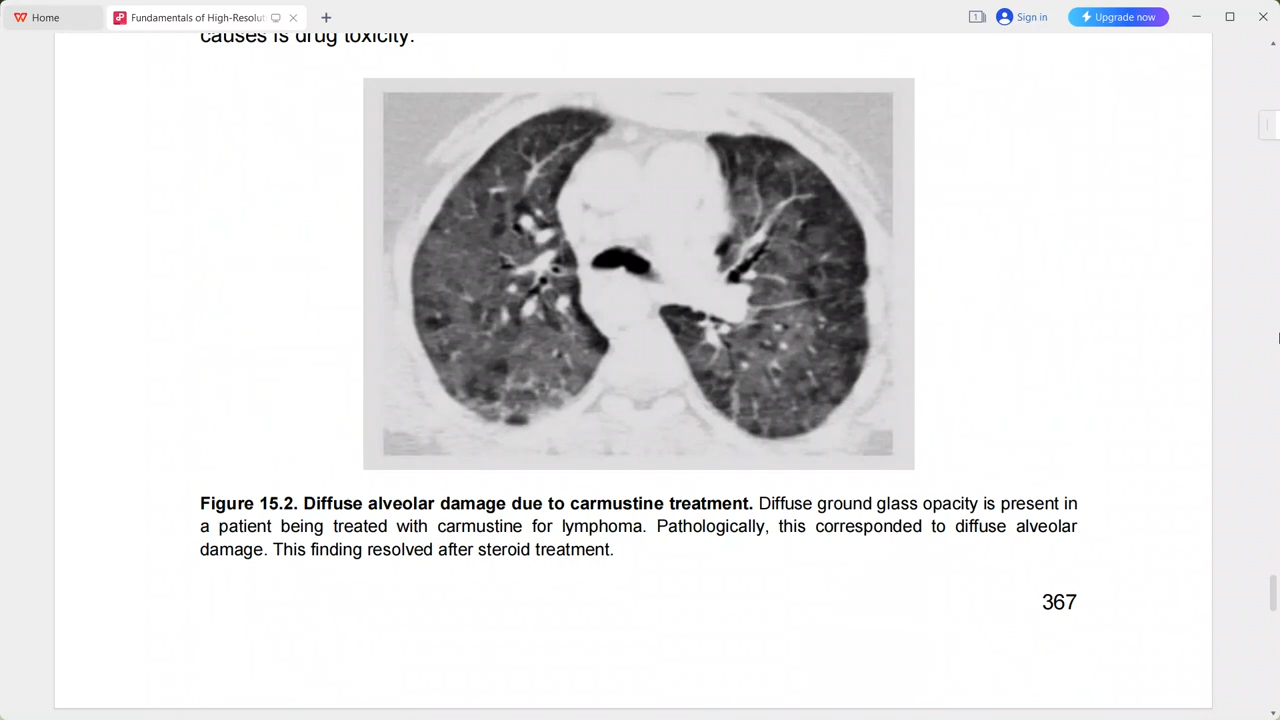 Home
Fundamentals of High-Resolut
1
Sign in
Upgrade now
causes is drug toxicity.
Figure 15.2. Diffuse alveolar damage due to carmustine treatment. Diffuse ground glass opacity is present in
a patient being treated with carmustine for lymphoma. Pathologically, this corresponded to diffuse alveolar
damage. This finding resolved after steroid treatment.
367